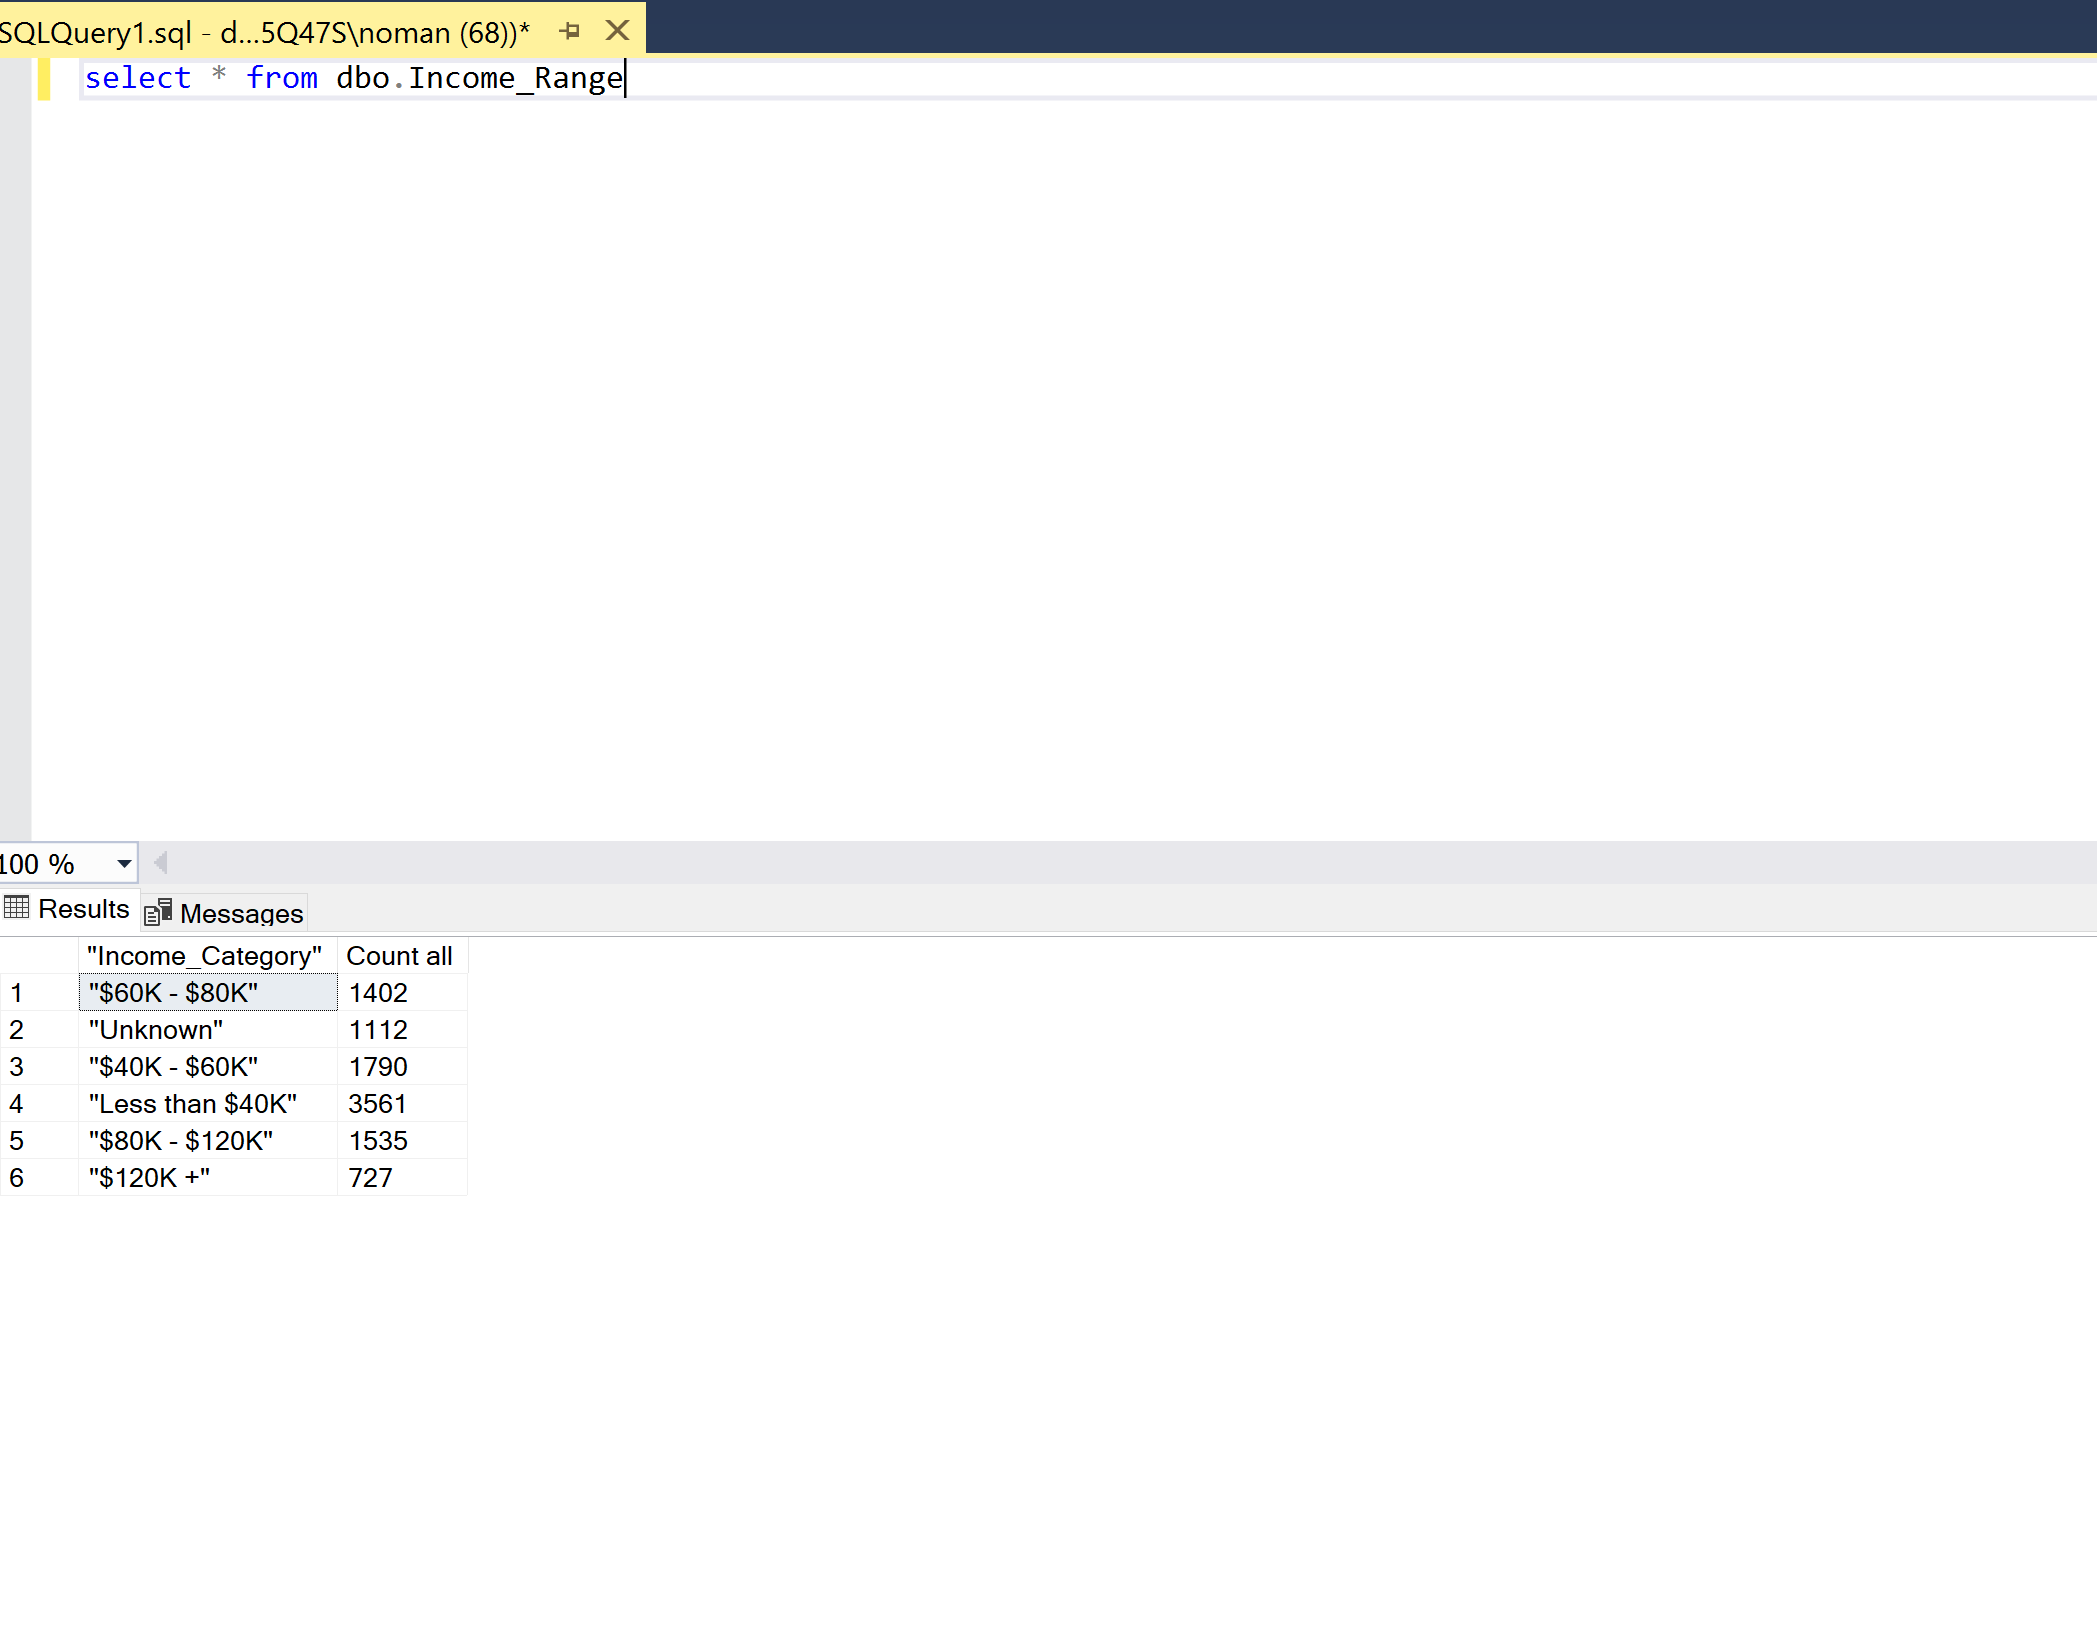 SQLQuery1.sql - d...5Q47S\noman (68))*
select * from dbo.Income_Range
100 %
Results Messages
"Income_Category" Count all
1 "$60K - $80K" 1402
2 "Unknown" 1112
3 "$40K - $60K" 1790
4 "Less than $40K" 3561
5 "$80K - $120K" 1535
6 "$120K +" 727